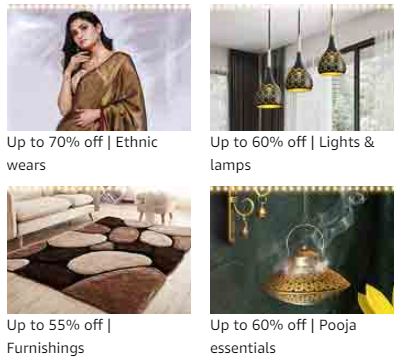 Up to 70% off | Ethnic
wears
Up to 60% off | Lights &
lamps
Up to 55% off |
Furnishings
Up to 60% off | Pooja
essentials